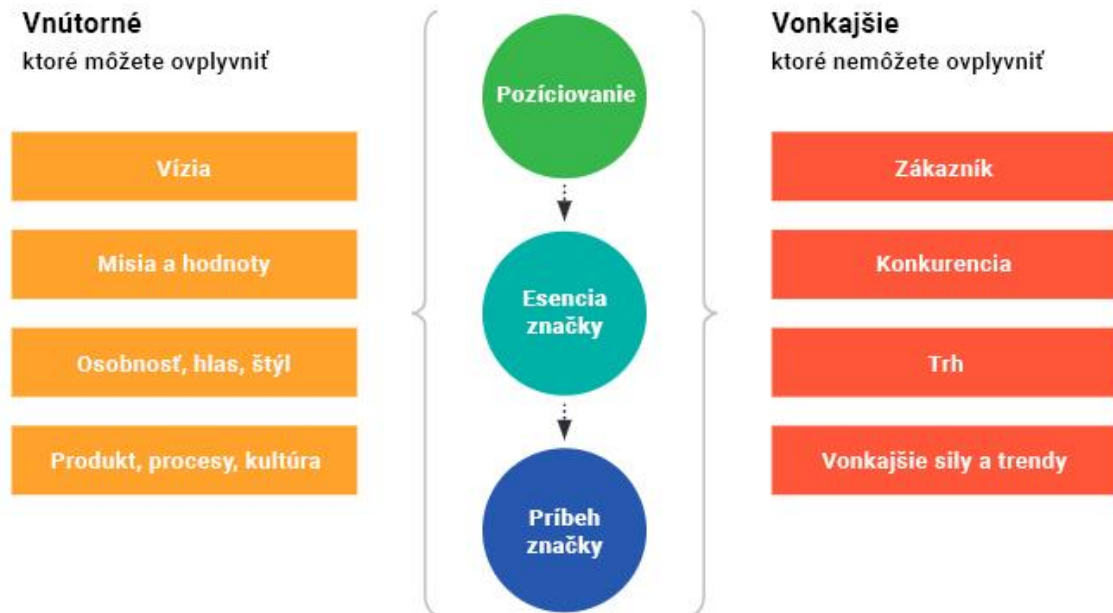 Vnútorné
ktoré môžete ovplyvniť
Vízia
Misia a hodnoty
Osobnosť, hlas, štýl
Produkt, procesy, kultúra
Pozíciovanie
Esencia
značky
Príbeh
značky
Vonkajšie
ktoré nemôžete ovplyvniť
Zákazník
Konkurencia
Trh
Vonkajšie sily a trendy